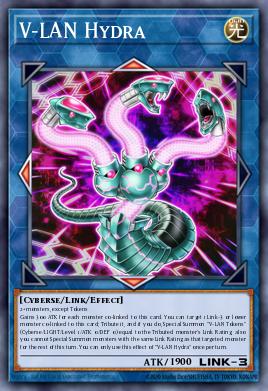 V-LAN HYDRA
光
[CYBERSE/LINK/EFFECT]
2+ monsters, except Tokens
Gains 300 ATK for each monster co-linked to this card. You can target 1 Link-3 or lower
monster co-linked to this card; Tribute it, and if you do, Special Summon "V-LAN Tokens"
(Cyberse/LIGHT/Level 1/ATK 0/DEF 0) equal to the Tributed monster's Link Rating, also
you cannot Special Summon monsters with the same Link Rating as that targeted monster
for the rest of this turn. You can only use this effect of "V-LAN Hydra" once per turn.
ATK/1900 LINK-3